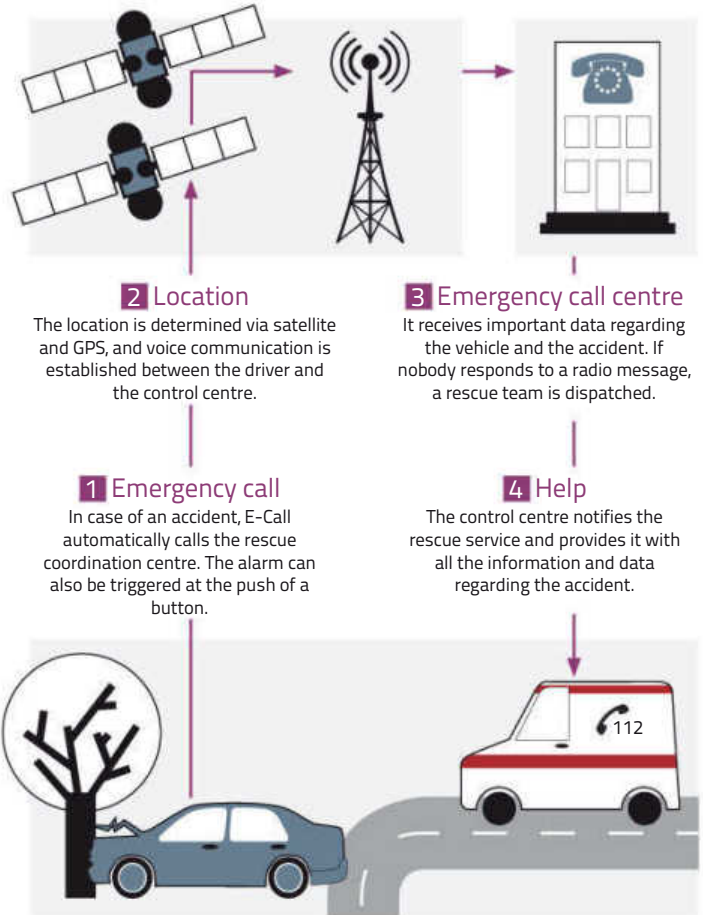 2 Location
The location is determined via satellite
and GPS, and voice communication is
established between the driver and
the control centre.
3 Emergency call centre
It receives important data regarding
the vehicle and the accident. If
nobody responds to a radio message,
a rescue team is dispatched.
1 Emergency call
In case of an accident, E-Call
automatically calls the rescue
coordination centre. The alarm can
also be triggered at the push of a
button.
4 Help
The control centre notifies the
rescue service and provides it with
all the information and data
regarding the accident.
112